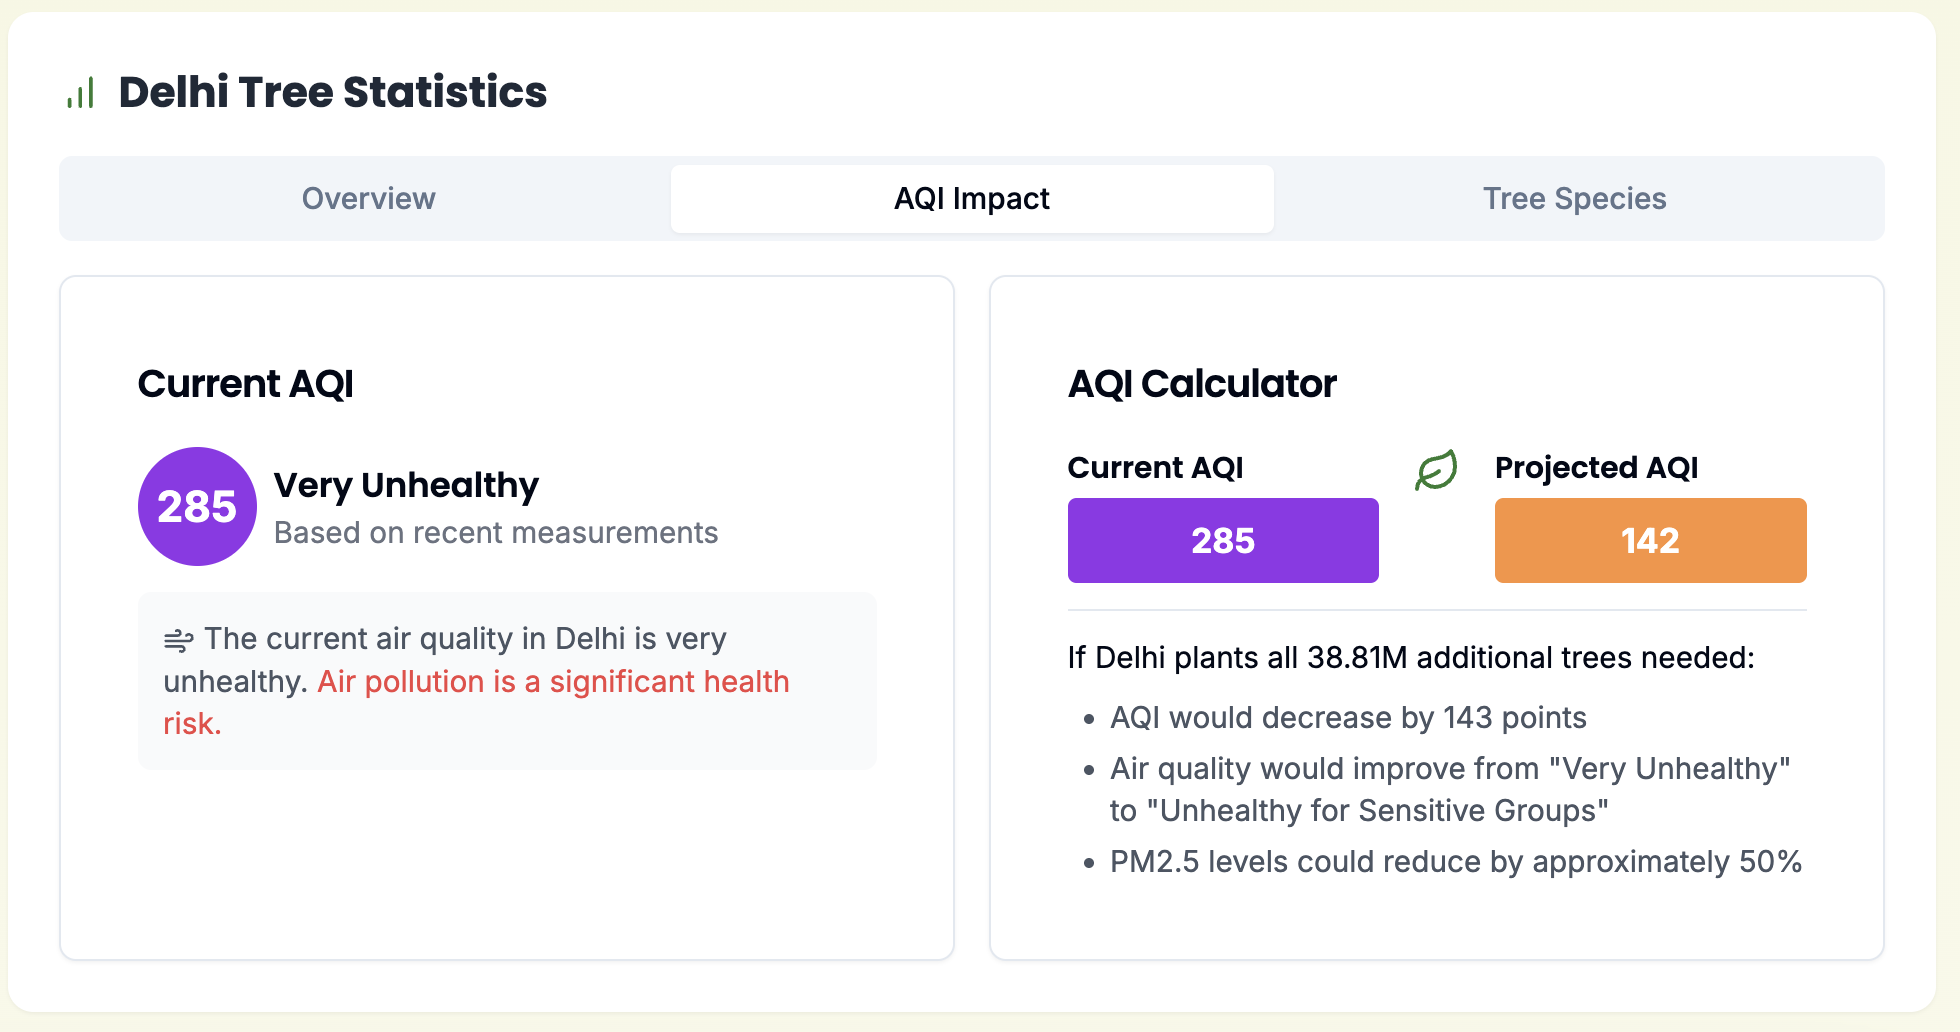 Delhi Tree Statistics
Overview
AQI Impact
Tree Species
Current AQI
285
Very Unhealthy
Based on recent measurements
The current air quality in Delhi is very
unhealthy. Air pollution is a significant health
risk.
AQI Calculator
Current AQI
285
Projected AQI
142
If Delhi plants all 38.81M additional trees needed:
• AQI would decrease by 143 points
• Air quality would improve from "Very Unhealthy"
to "Unhealthy for Sensitive Groups"
• PM2.5 levels could reduce by approximately 50%